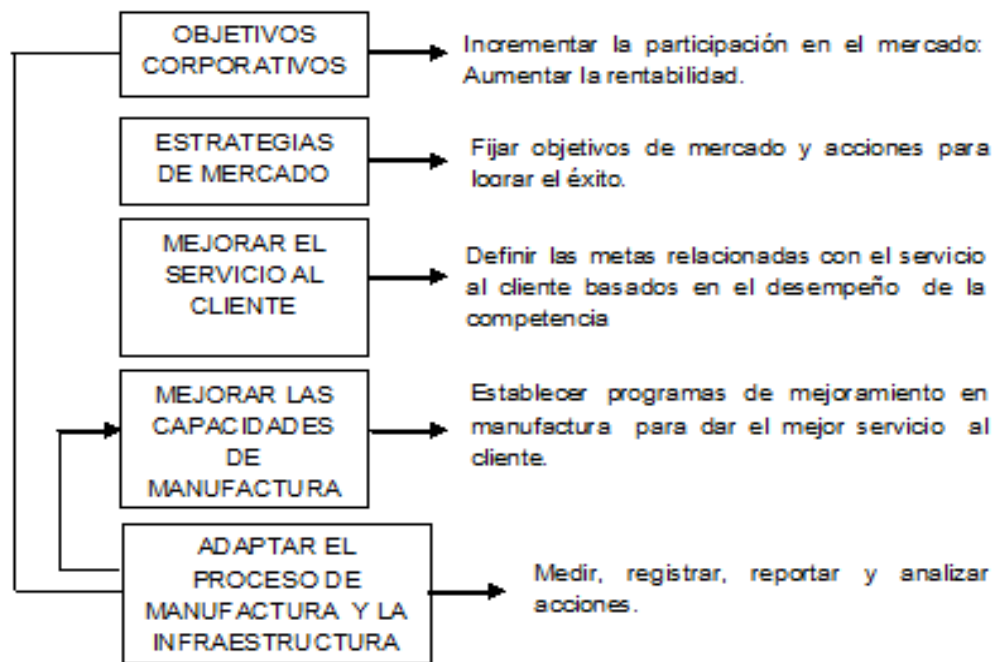 OBJETIVOS
CORPORATIVOS
Incrementar la participación en el mercado:
Aumentar la rentabilidad.
ESTRATEGIAS
DE MERCADO
Fijar objetivos de mercado y acciones para
lograr el éxito.
MEJORAR EL
SERVICIO AL
CLIENTE
Definir las metas relacionadas con el servicio
al cliente basados en el desempeño de la
competencia
MEJORAR LAS
CAPACIDADES
DE
MANUFACTURA
Establecer programas de mejoramiento en
manufactura para dar el mejor servicio al
cliente.
ADAPTAR EL
PROCESO DE
MANUFACTURA Y LA
INFRAESTRUCTURA
Medir, registrar, reportar y analizar
acciones.